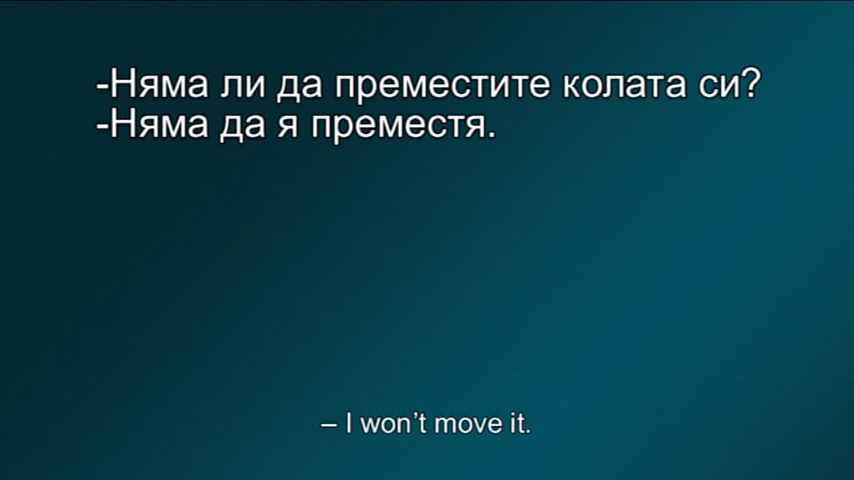 -Няма ли да преместите колата си?
-Няма да я преместя.
– I won’t move it.